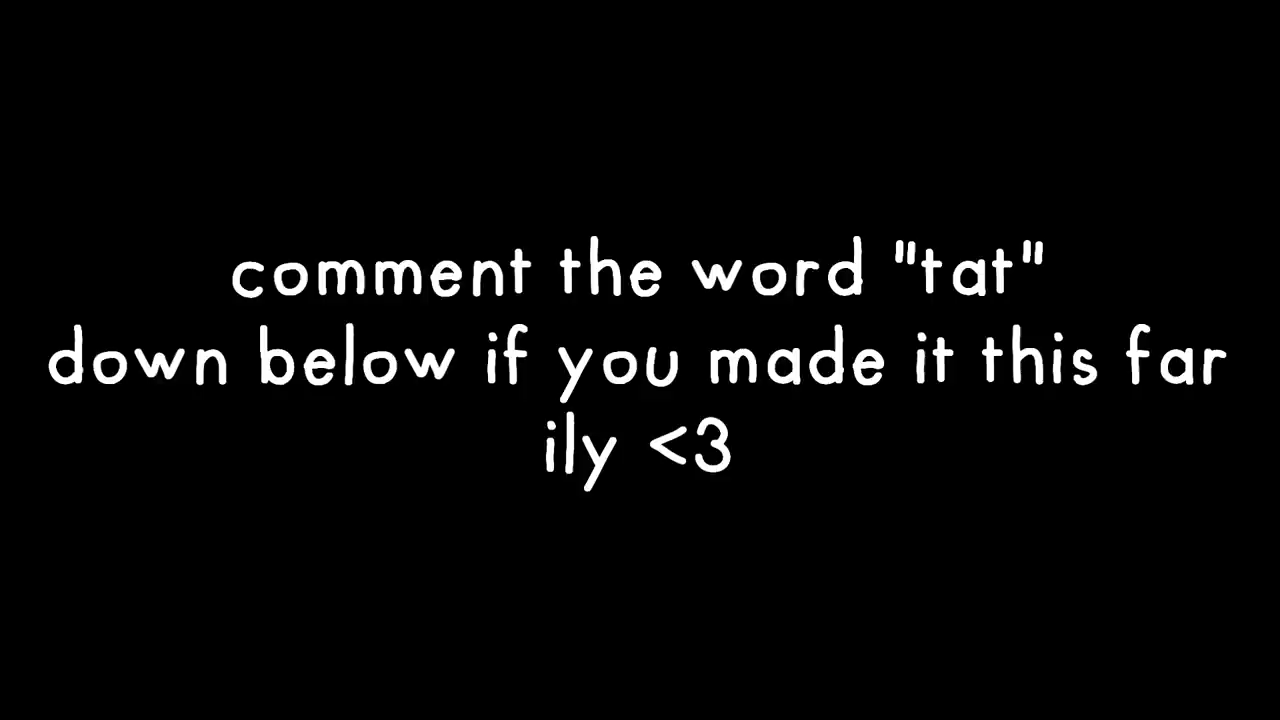 comment the word "tat"
down below if you made it this far
ily <3